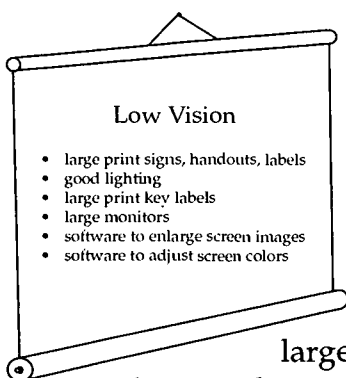 Low Vision
• large print signs, handouts, labels
• good lighting
• large print key labels
• large monitors
• software to enlarge screen images
• software to adjust screen colors
large